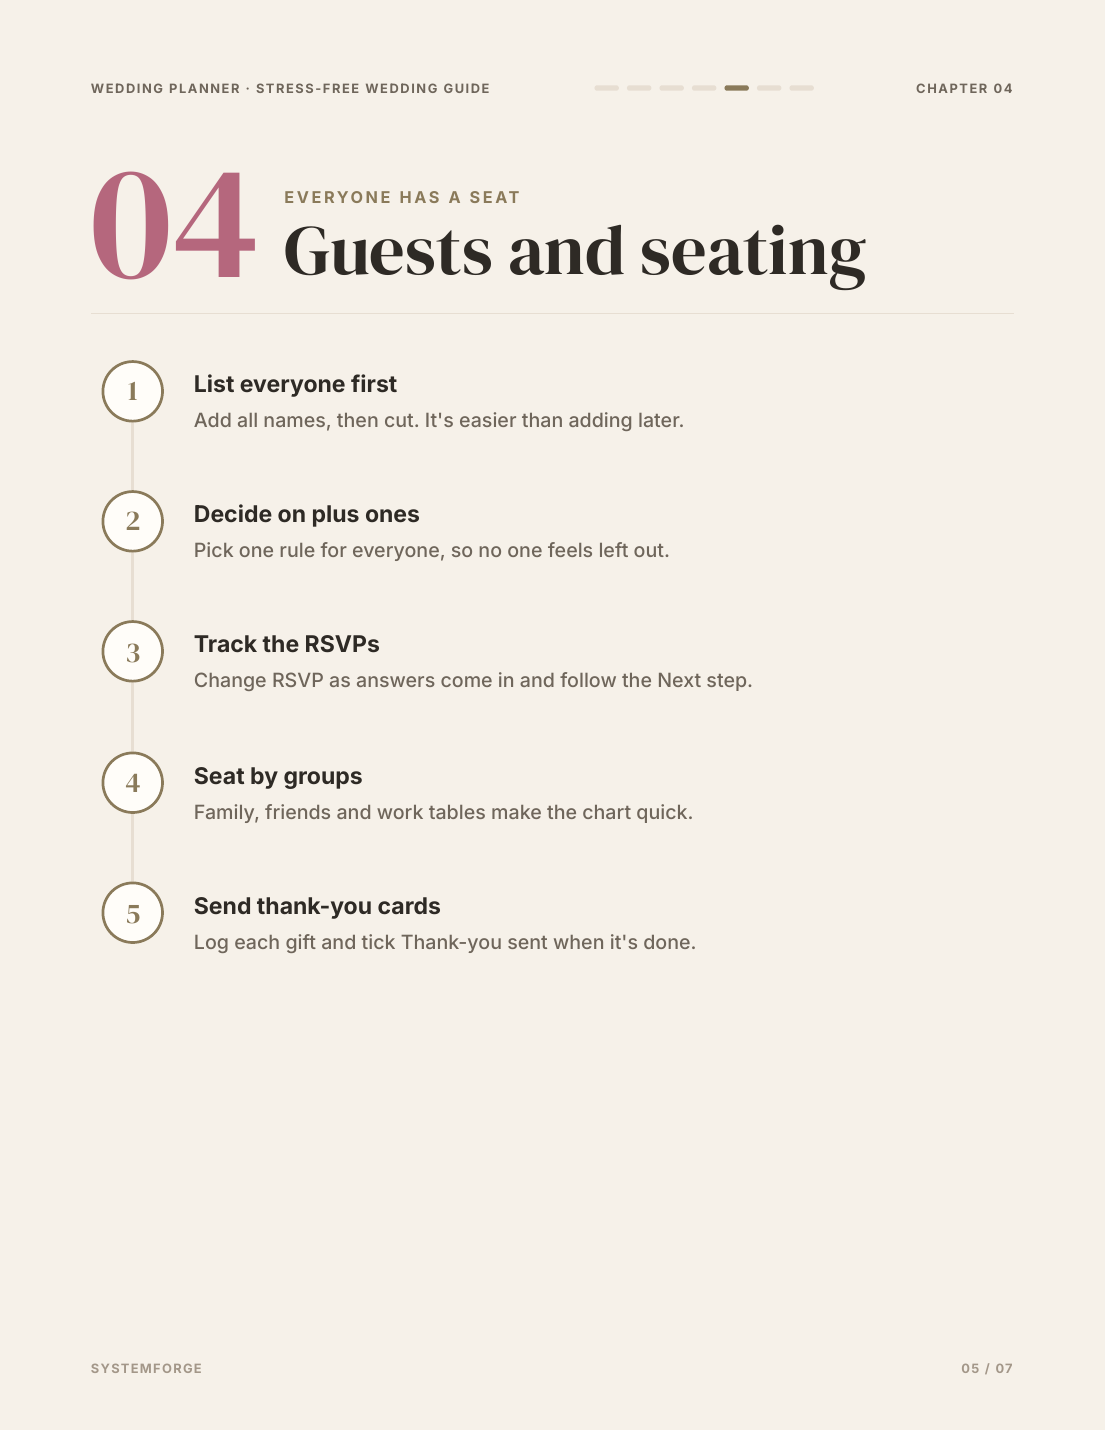 WEDDING PLANNER · STRESS-FREE WEDDING GUIDE
CHAPTER 04
04
EVERYONE HAS A SEAT
Guests and seating
1
List everyone first
Add all names, then cut. It's easier than adding later.
2
Decide on plus ones
Pick one rule for everyone, so no one feels left out.
3
Track the RSVPs
Change RSVP as answers come in and follow the Next step.
4
Seat by groups
Family, friends and work tables make the chart quick.
5
Send thank-you cards
Log each gift and tick Thank-you sent when it's done.
SYSTEMFORGE
05 / 07